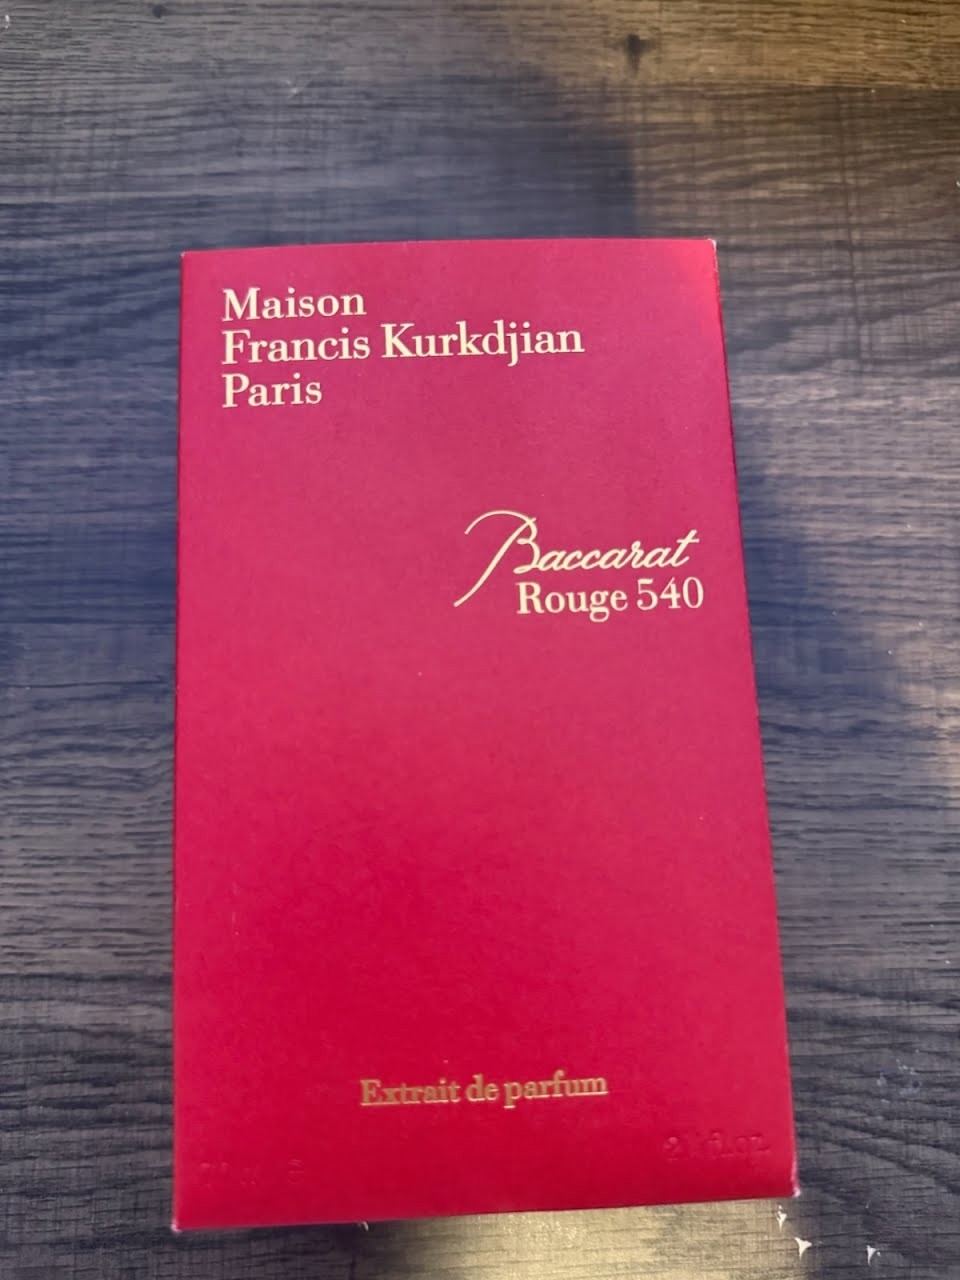 Maison
Francis Kurkdjian
Paris
Baccarat
Rouge 540
Extrait de parfum